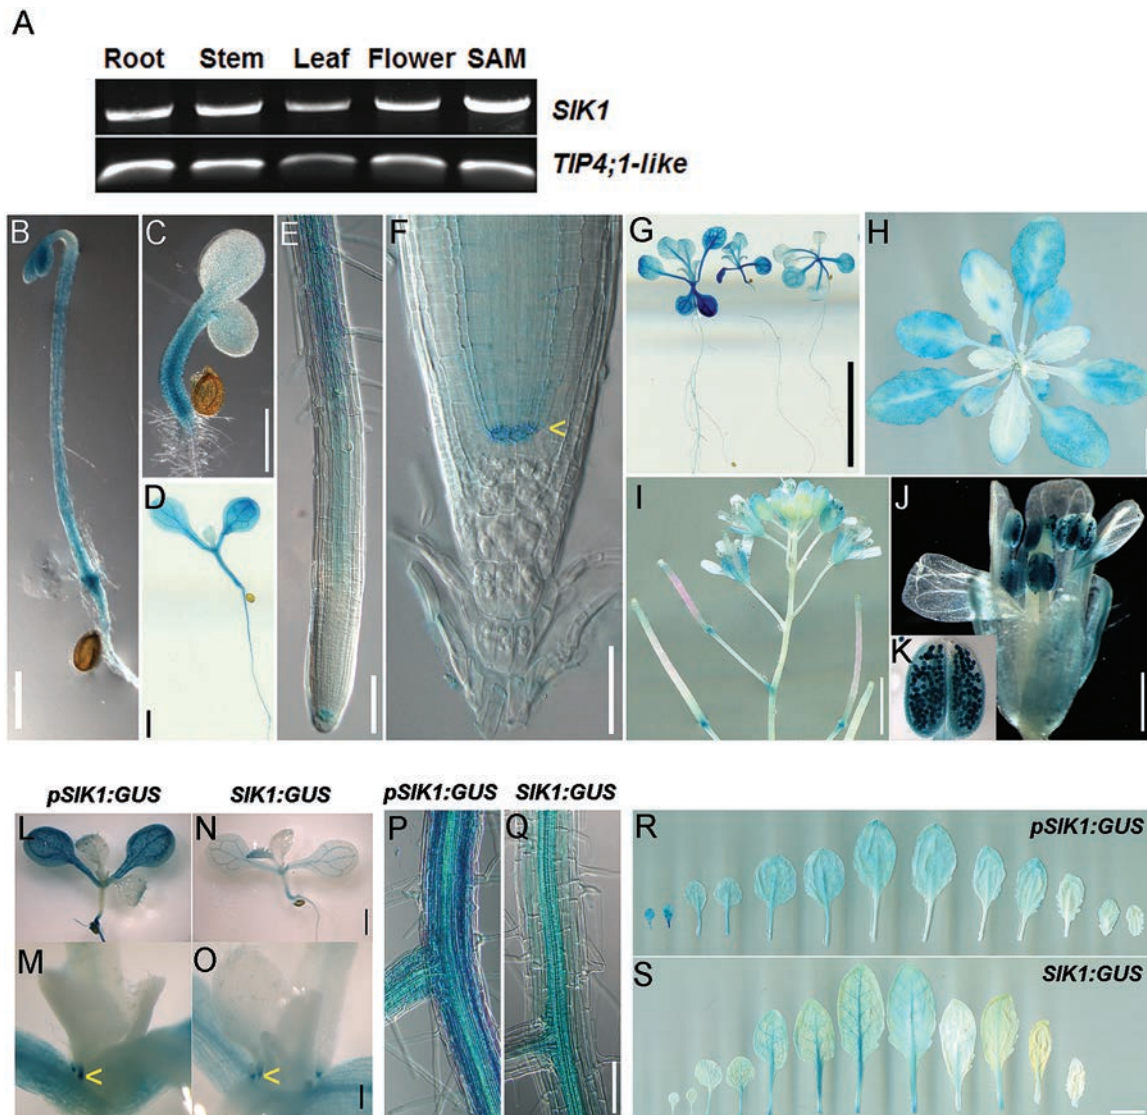 A
Root Stem Leaf Flower SAM
SIK1
TIP4;1-like
B C E F G H
D I J
K
pSIK1:GUS SIK1:GUS pSIK1:GUS SIK1:GUS
L N P Q R pSIK1:GUS
M O S SIK1:GUS